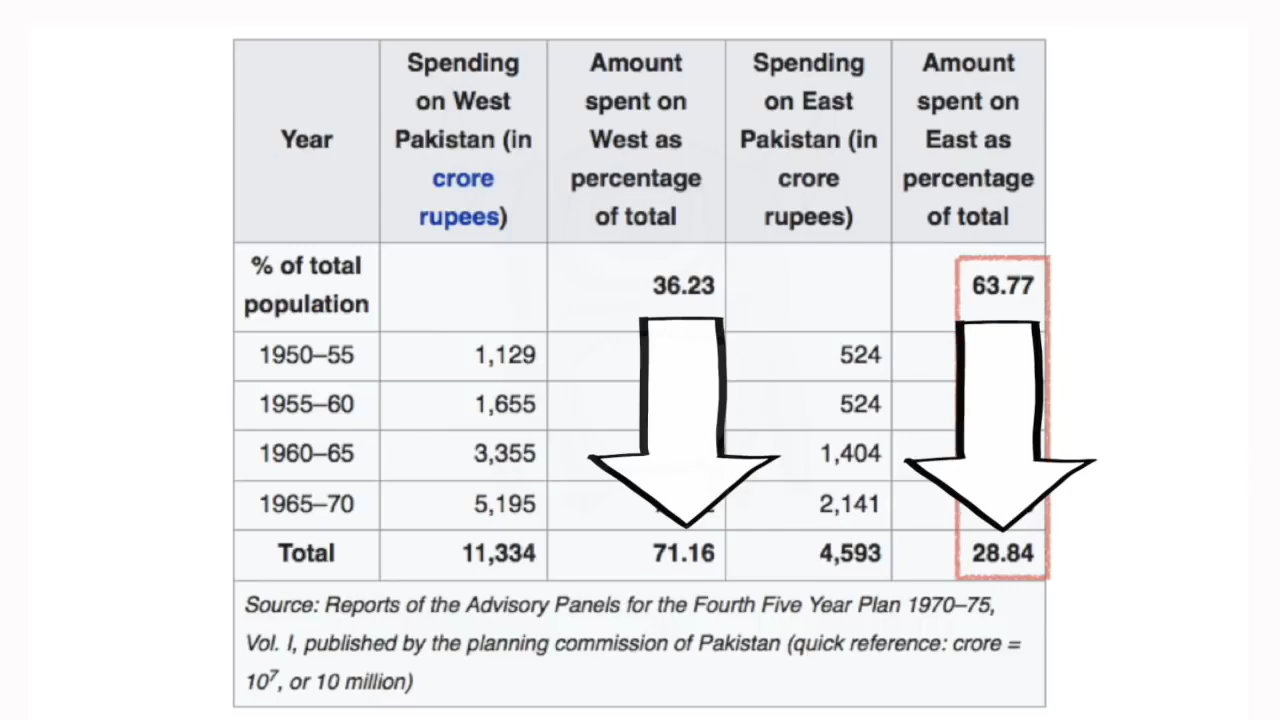 Year
Spending
on West
Pakistan (in
crore
rupees)
Amount
spent on
West as
percentage
of total
Spending
on East
Pakistan (in
crore
rupees)
Amount
spent on
East as
percentage
of total
% of total
population
36.23
63.77
1950–55 1,129 524
1955–60 1,655 524
1960–65 3,355 1,404
1965–70 5,195 2,141
Total 11,334 71.16 4,593 28.84
Source: Reports of the Advisory Panels for the Fourth Five Year Plan 1970–75,
Vol. I, published by the planning commission of Pakistan (quick reference: crore =
10⁷, or 10 million)